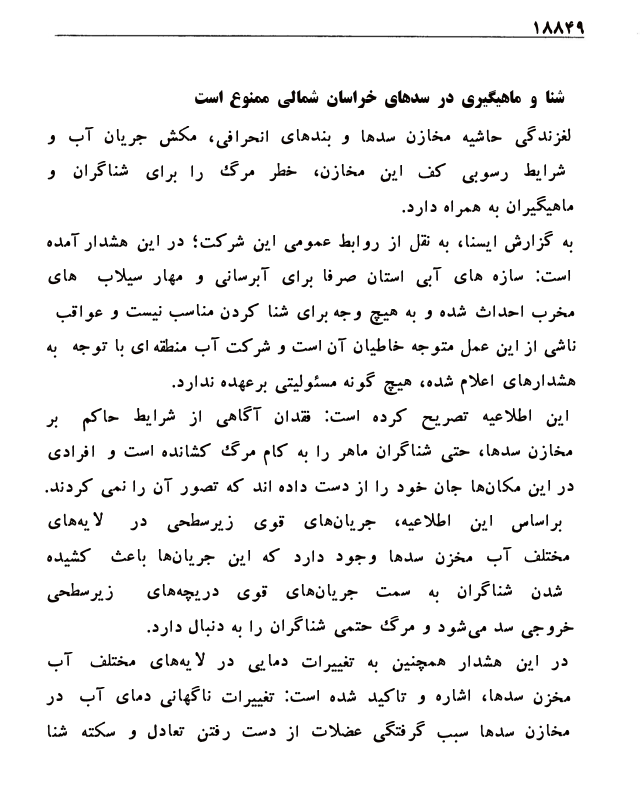 ۱۸۸۴۹
شنا و ماهیگیری در سدهای خراسان شمالی ممنوع است
لغزندگی حاشیه مخازن سدها و بندهای انحرافی، مکش جریان آب و
شرایط رسوبی کف این مخازن، خطر مرگ را برای شناگران و
ماهیگیران به همراه دارد.
به گزارش ایسنا، به نقل از روابط عمومی این شرکت؛ در این هشدار آمده
است: سازه های آبی استان صرفا برای آبرسانی و مهار سیلاب های
مخرب احداث شده و به هیچ وجه برای شنا کردن مناسب نیست و عواقب
ناشی از این عمل متوجه خاطیان آن است و شرکت آب منطقه ای با توجه به
هشدارهای اعلام شده، هیچ گونه مسئولیتی برعهده ندارد.
این اطلاعیه تصریح کرده است: فقدان آگاهی از شرایط حاکم بر
مخازن سدها، حتی شناگران ماهر را به کام مرگ کشانده است و افرادی
در این مکان‌ها جان خود را از دست داده اند که تصور آن را نمی کردند.
براساس این اطلاعیه، جریان‌های قوی زیرسطحی در لایه‌های
مختلف آب مخزن سدها وجود دارد که این جریان‌ها باعث کشیده
شدن شناگران به سمت جریان‌های قوی دریچه‌های زیرسطحی
خروجی سد می‌شود و مرگ حتمی شناگران را به دنبال دارد.
در این هشدار همچنین به تغییرات دمایی در لایه‌های مختلف آب
مخزن سدها، اشاره و تاکید شده است: تغییرات ناگهانی دمای آب در
مخازن سدها سبب گرفتگی عضلات از دست رفتن تعادل و سکته شنا